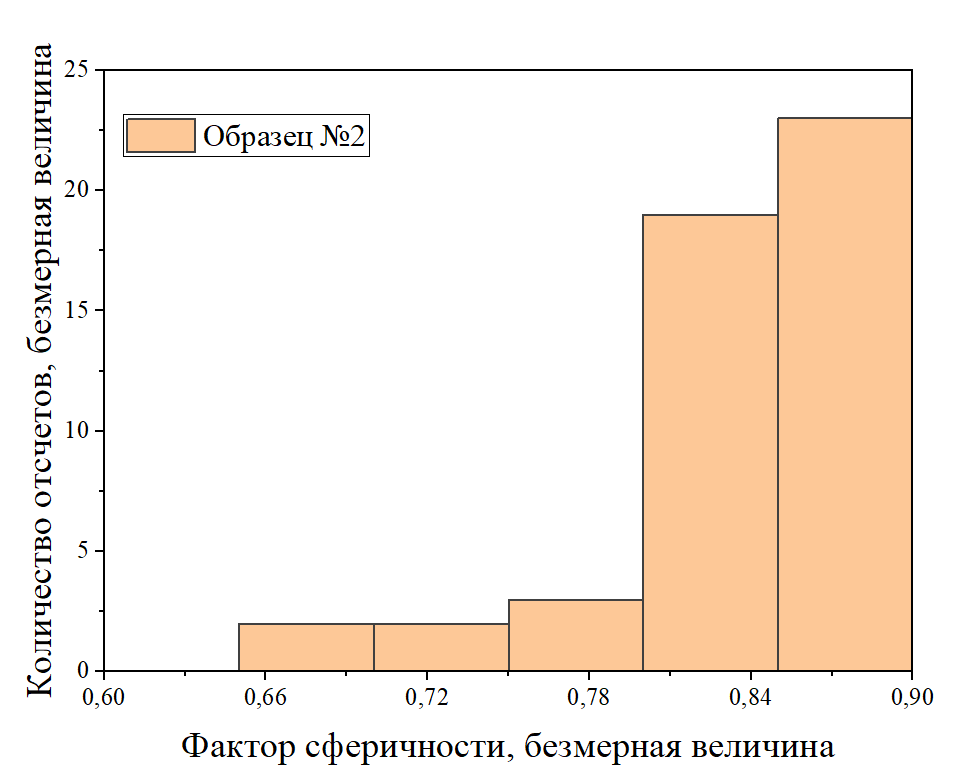 Количество отсчетов, безмерная величина
25
20
15
10
5
0
Образец №2
0,60 0,66 0,72 0,78 0,84 0,90
Фактор сферичности, безмерная величина